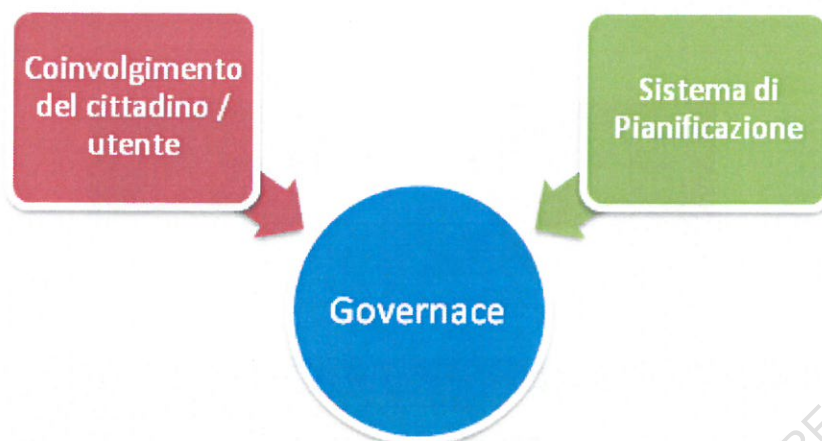 Coinvolgimento
del cittadino /
utente
Sistema di
Pianificazione
Governace